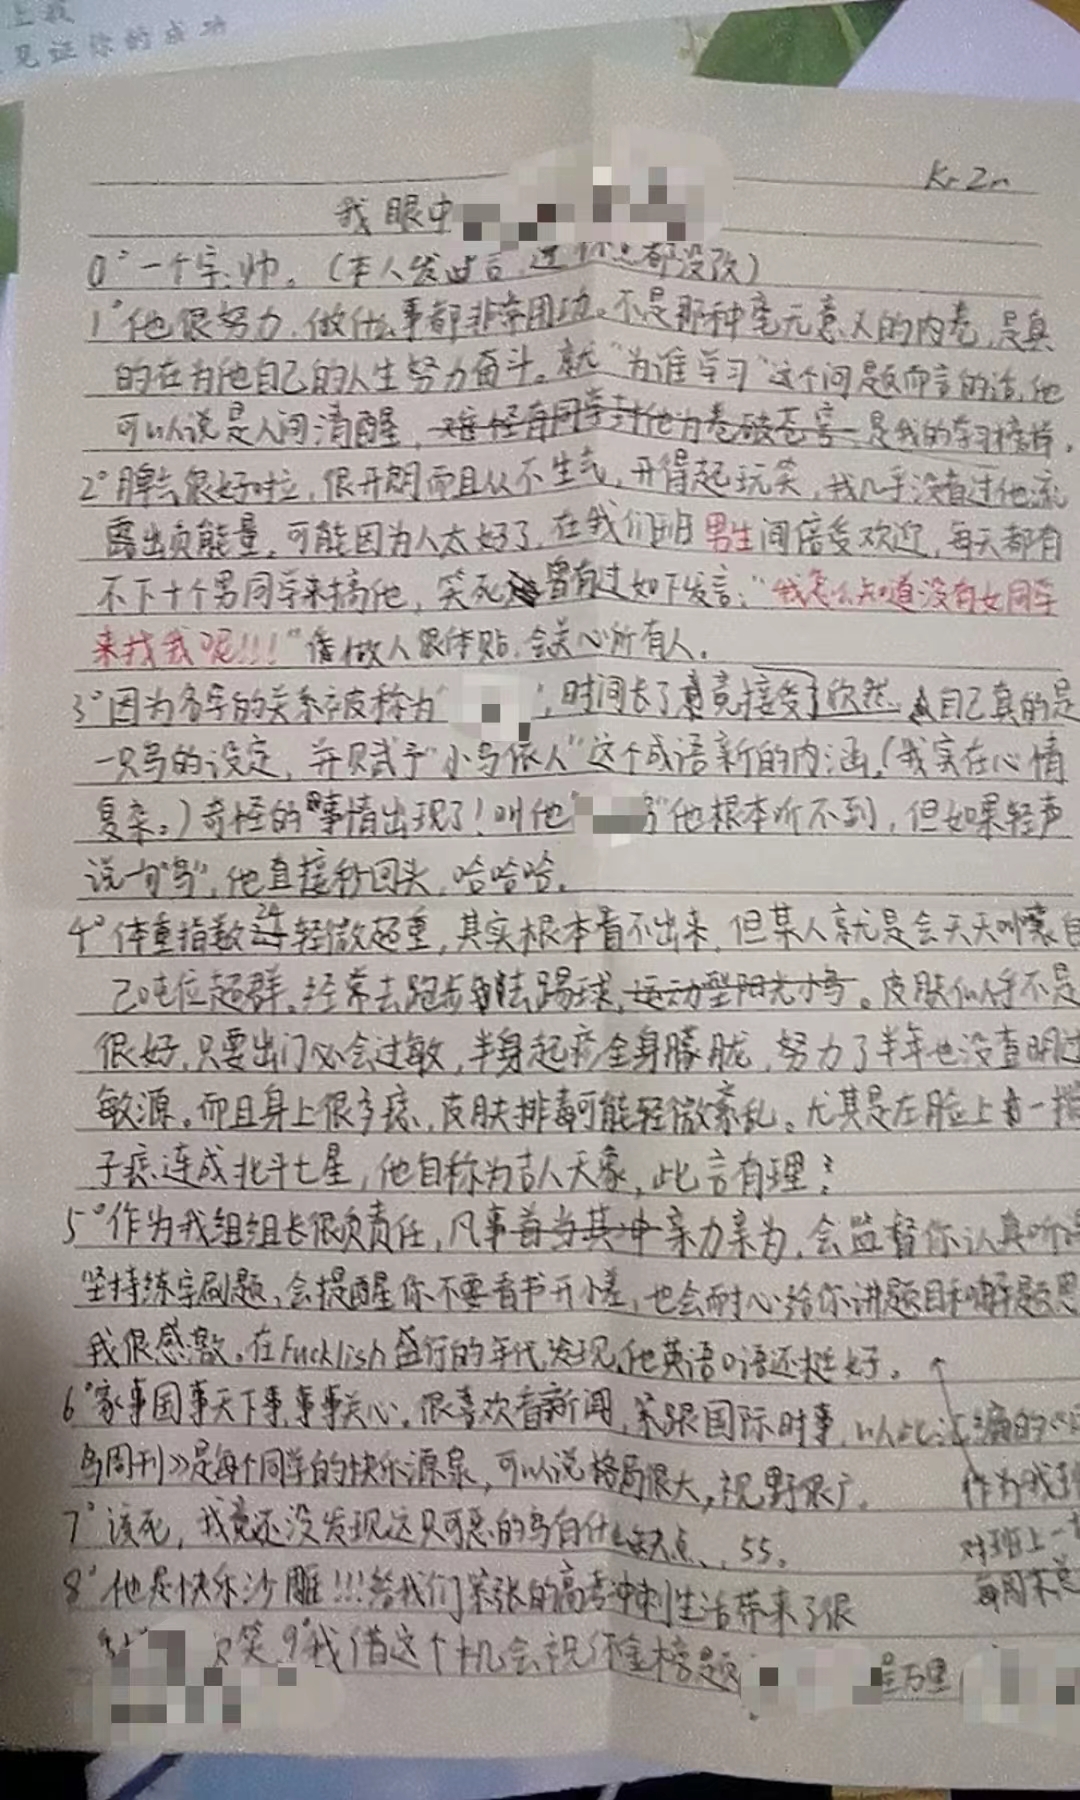 上我
见证你的成功
Kr Zn
我眼中
0°一个字,帅。(本人发过言,这 都没改)
1°他很努力,做什么事都非常用功。不是那种毫无意义的内卷,是真
的在为他自己的人生努力奋斗。就“为谁学习”这个问题而言的话,他
可以说是人间清醒,难怪有同学 他为卷 是我的学习榜样。
2°脾气很好哒,很开朗而且从不生气,开得起玩笑,我几乎没看过他流
露出负能量,可能因为人太好了,在我们班男生间倍受欢迎,每天都有
不下十个男同学来搞他,笑死 曾有过如下发言:“我怎么知道没有女同学
来找我呢!!!”做人很体贴,会关心所有人。
3°因为名字的关系被称为“ ”,时间长了竟接受了欣然 自己真的是
一只鸟的设定,并赋予“小鸟依人”这个成语新的内涵。(我实在心情
复杂。)奇怪的事情出现了!叫他“ ”他根本听不到,但如果轻声
说一句“鸟”,他直接秒回头,哈哈哈。
4°体重指数24轻微超重,其实根本看不出来,但某人就是会天天叫嚷自
己吨位超群。经常去跑步和去踢球,运动型阳光小鸟。皮肤似乎不是
很好,只要出门必会过敏,半身起疹全身朦胧,努力了半年也没查明过
敏源。而且身上很多痣,皮肤排毒可能轻微紊乱。尤其是左脸上有一撮
子痣连成北斗七星,他自称为吉人天象,此言有理?
5°作为我组组长很负责任,凡事首当其冲亲力亲为,会监督你认真听课
坚持练字刷题,会提醒你不要看书开小差,也会耐心给你讲题目和解题思
我很感激。在Fucklish盛行的年代发现他英语口语还挺好。
6°家事国事天下事,事事关心。很喜欢看新闻,紧跟国际时事,以此汇编的《
鸟周刊》是每个同学的快乐源泉,可以说格局很大,视野很广。
作为我
7°该死,我竟还没发现这只可恶的鸟有什么缺点、、55。
对班上一
8°他是快乐沙雕!!!给我们紧张的高考冲刺生活带来了很
每周末总
笑。9°我借这个机会祝你金榜题
程万里